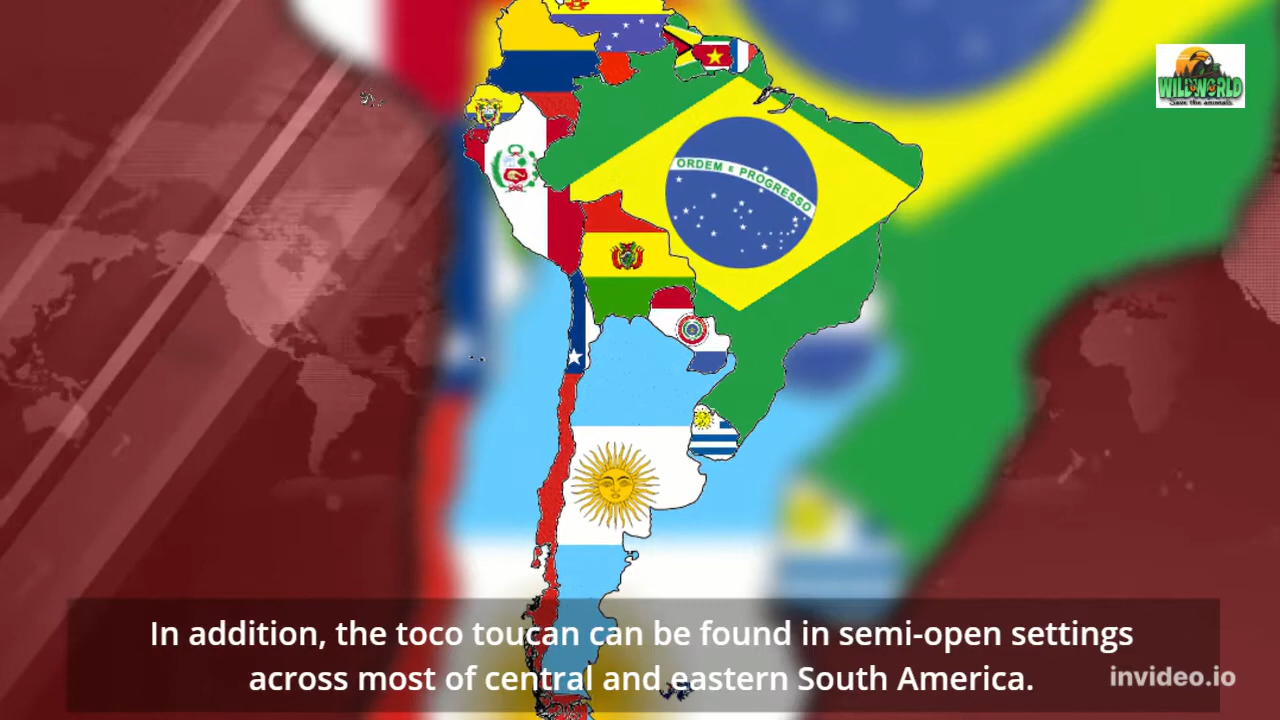 WILDWORLD
Save the animals
ORDEM E PROGRESSO
In addition, the toco toucan can be found in semi-open settings
across most of central and eastern South America.
invideo.io